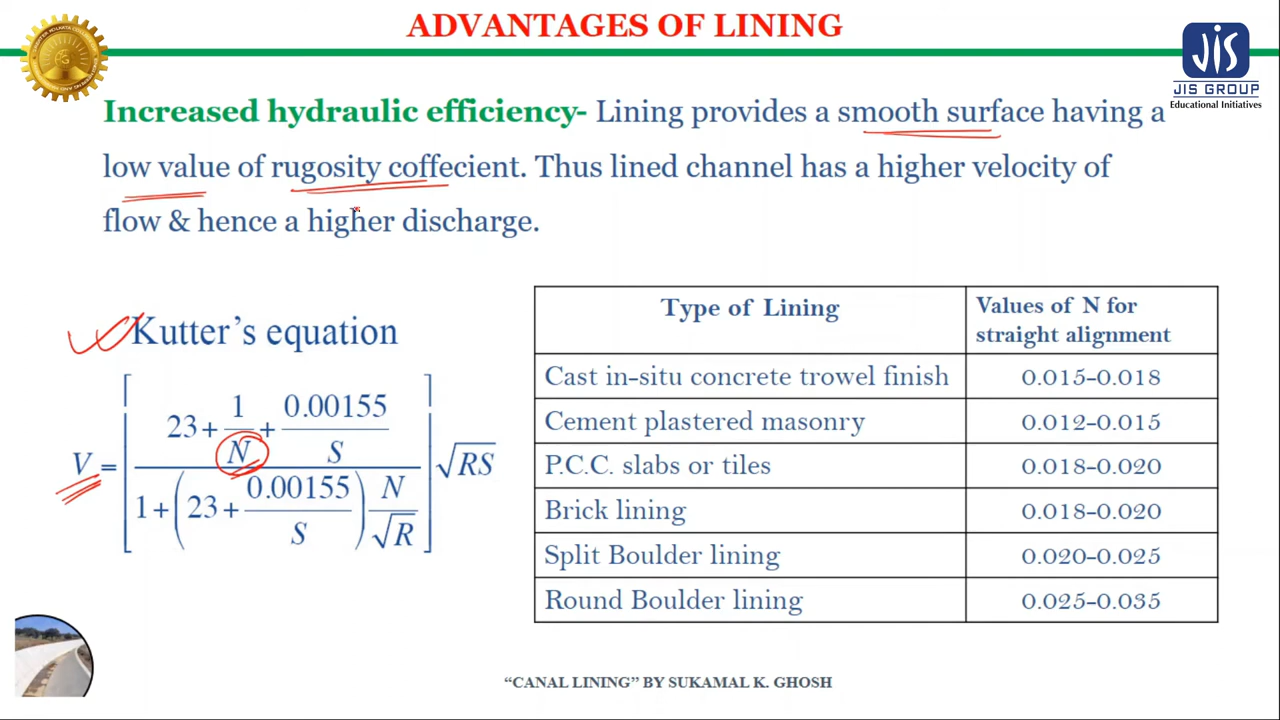 ADVANTAGES OF LINING
JIS
JIS GROUP
Educational Initiatives
Increased hydraulic efficiency- Lining provides a smooth surface having a
low value of rugosity coffecient. Thus lined channel has a higher velocity of
flow & hence a higher discharge.
Kutter's equation
V = [ (23 + 1/N + 0.00155/S) / (1 + (23 + 0.00155/S) N/√R) ] √RS
Type of Lining Values of N for straight alignment
Cast in-situ concrete trowel finish 0.015-0.018
Cement plastered masonry 0.012-0.015
P.C.C. slabs or tiles 0.018-0.020
Brick lining 0.018-0.020
Split Boulder lining 0.020-0.025
Round Boulder lining 0.025-0.035
“CANAL LINING” BY SUKAMAL K. GHOSH